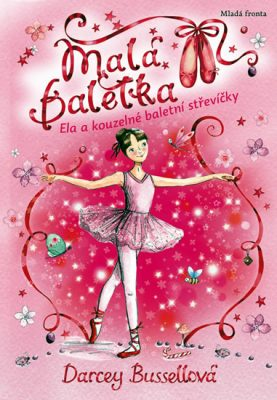 Mladá fronta
Malá
baletka
Ela a kouzelné baletní střevíčky
Darcey Bussellová